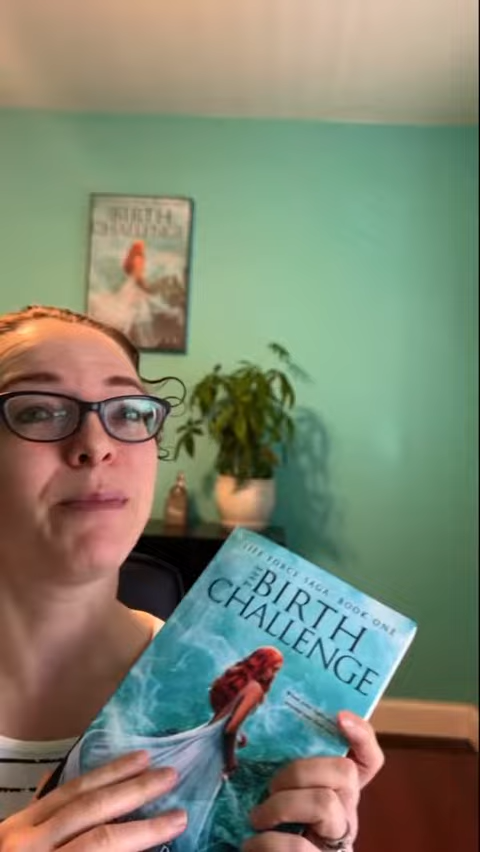 BIRTH
CHALLENGE
LIFE FORCE SAGA: BOOK ONE
THE
BIRTH
CHALLENGE